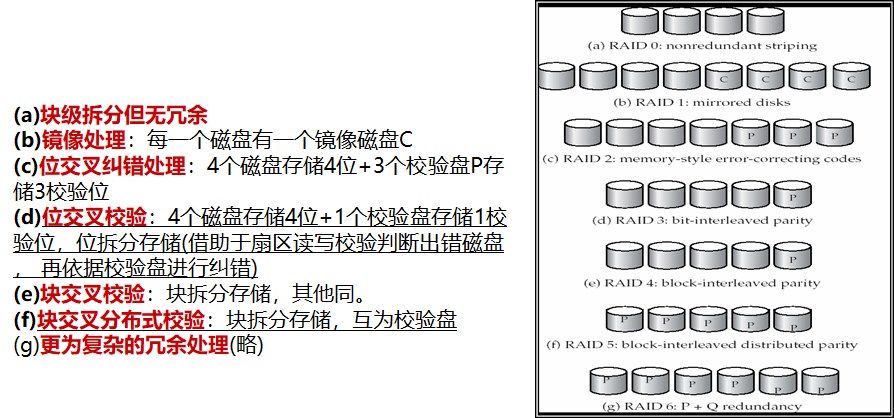 (a)块级拆分但无冗余
(b)镜像处理：每一个磁盘有一个镜像磁盘C
(c)位交叉纠错处理：4个磁盘存储4位+3个校验盘P存
储3校验位
(d)位交叉校验：4个磁盘存储4位+1个校验盘存储1校
验位，位拆分存储(借助于扇区读写校验判断出错磁盘
， 再依据校验盘进行纠错)
(e)块交叉校验：块拆分存储，其他同。
(f)块交叉分布式校验：块拆分存储，互为校验盘
(g)更为复杂的冗余处理(略)
(a) RAID 0: nonredundant striping
C C C C
(b) RAID 1: mirrored disks
P P P
(c) RAID 2: memory-style error-correcting codes
P
(d) RAID 3: bit-interleaved parity
P
(e) RAID 4: block-interleaved parity
P P P P P
(f) RAID 5: block-interleaved distributed parity
P P P P P P
(g) RAID 6: P + Q redundancy